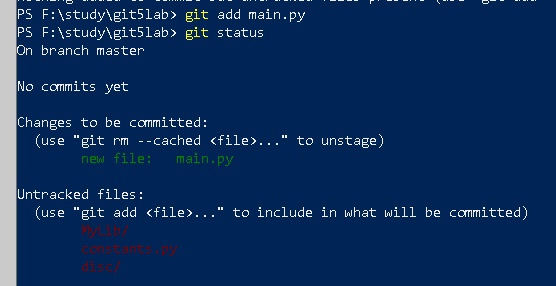 PS F:\study\git5lab> git add main.py
PS F:\study\git5lab> git status
On branch master
No commits yet
Changes to be committed:
(use "git rm --cached <file>..." to unstage)
new file: main.py
Untracked files:
(use "git add <file>..." to include in what will be committed)
MyLib/
constants.py
disc/